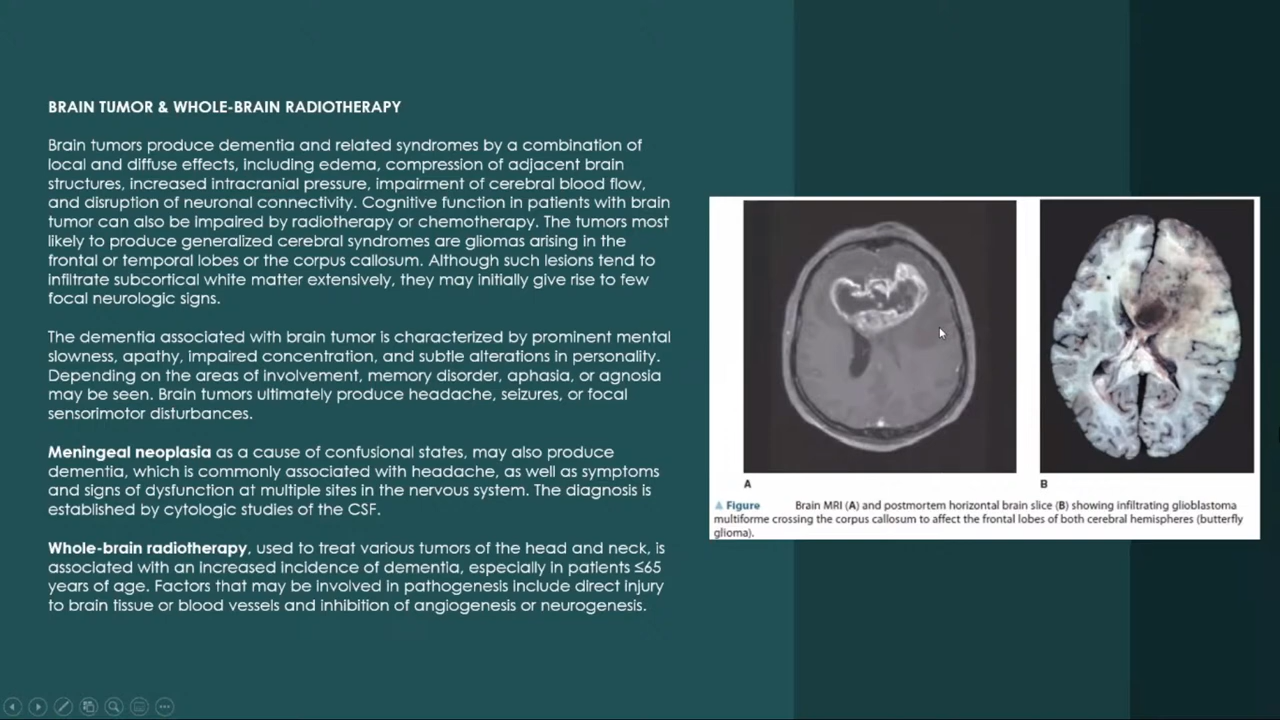 BRAIN TUMOR & WHOLE-BRAIN RADIOTHERAPY
Brain tumors produce dementia and related syndromes by a combination of
local and diffuse effects, including edema, compression of adjacent brain
structures, increased intracranial pressure, impairment of cerebral blood flow,
and disruption of neuronal connectivity. Cognitive function in patients with brain
tumor can also be impaired by radiotherapy or chemotherapy. The tumors most
likely to produce generalized cerebral syndromes are gliomas arising in the
frontal or temporal lobes or the corpus callosum. Although such lesions tend to
infiltrate subcortical white matter extensively, they may initially give rise to few
focal neurologic signs.
The dementia associated with brain tumor is characterized by prominent mental
slowness, apathy, impaired concentration, and subtle alterations in personality.
Depending on the areas of involvement, memory disorder, aphasia, or agnosia
may be seen. Brain tumors ultimately produce headache, seizures, or focal
sensorimotor disturbances.
Meningeal neoplasia as a cause of confusional states, may also produce
dementia, which is commonly associated with headache, as well as symptoms
and signs of dysfunction at multiple sites in the nervous system. The diagnosis is
established by cytologic studies of the CSF.
Whole-brain radiotherapy, used to treat various tumors of the head and neck, is
associated with an increased incidence of dementia, especially in patients ≤65
years of age. Factors that may be involved in pathogenesis include direct injury
to brain tissue or blood vessels and inhibition of angiogenesis or neurogenesis.
A
B
Figure Brain MRI (A) and postmortem horizontal brain slice (B) showing infiltrating glioblastoma
multiforme crossing the corpus callosum to affect the frontal lobes of both cerebral hemispheres (butterfly
glioma).